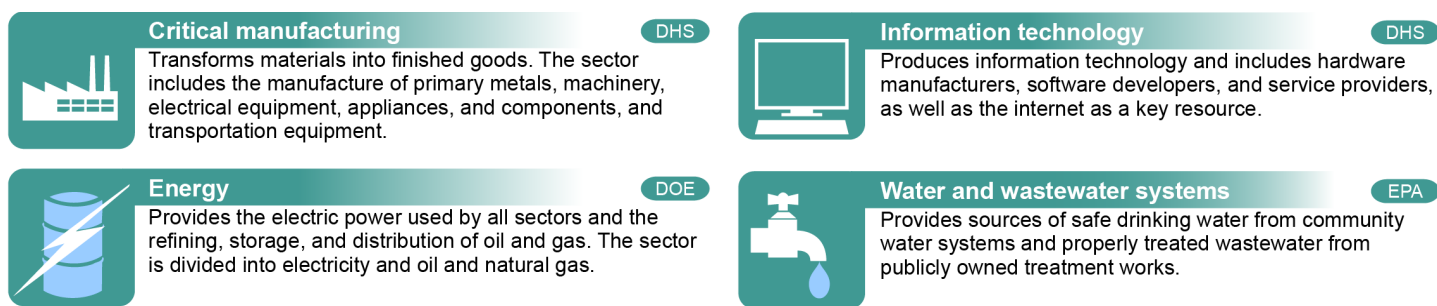 Critical manufacturing
DHS
Transforms materials into finished goods. The sector
includes the manufacture of primary metals, machinery,
electrical equipment, appliances, and components, and
transportation equipment.
Information technology
DHS
Produces information technology and includes hardware
manufacturers, software developers, and service providers,
as well as the internet as a key resource.
Energy
DOE
Provides the electric power used by all sectors and the
refining, storage, and distribution of oil and gas. The sector
is divided into electricity and oil and natural gas.
Water and wastewater systems
EPA
Provides sources of safe drinking water from community
water systems and properly treated wastewater from
publicly owned treatment works.